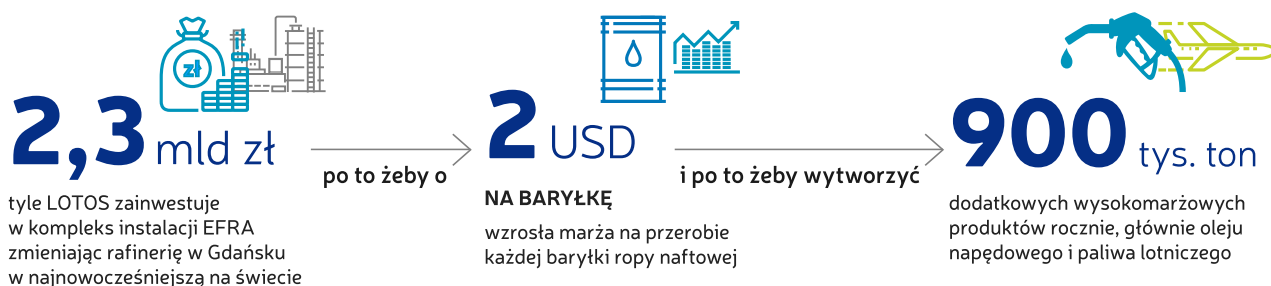 zł
2,3 mld zł
tyle LOTOS zainwestuje
w kompleks instalacji EFRA
zmieniając rafinerię w Gdańsku
w najnowocześniejszą na świecie
po to żeby o
2 USD
NA BARYŁKĘ
wzrosła marża na przerobie
każdej baryłki ropy naftowej
i po to żeby wytworzyć
900 tys. ton
dodatkowych wysokomarżowych
produktów rocznie, głównie oleju
napędowego i paliwa lotniczego